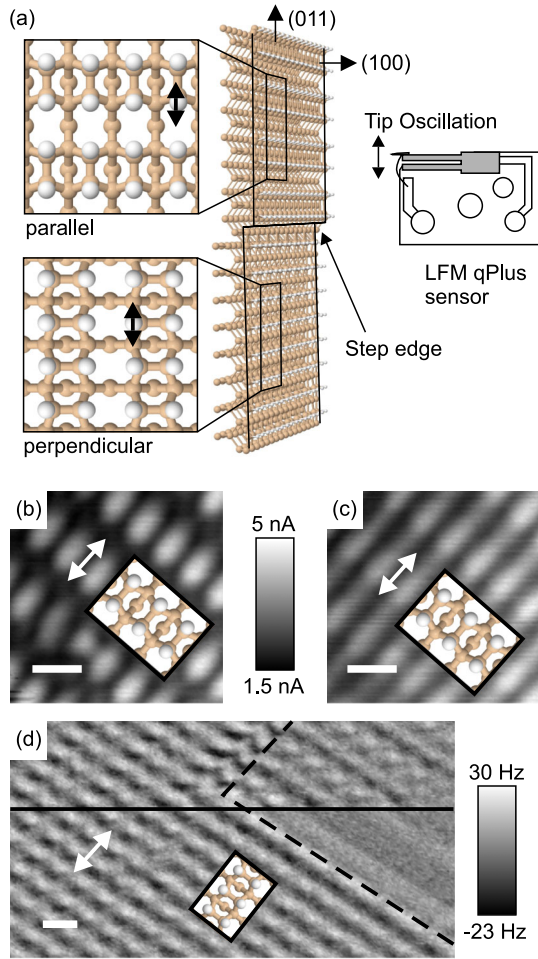 (a)
(011)
(100)
Tip Oscillation
parallel
LFM qPlus
sensor
Step edge
perpendicular
(b)
5 nA
1.5 nA
(c)
(d)
30 Hz
-23 Hz